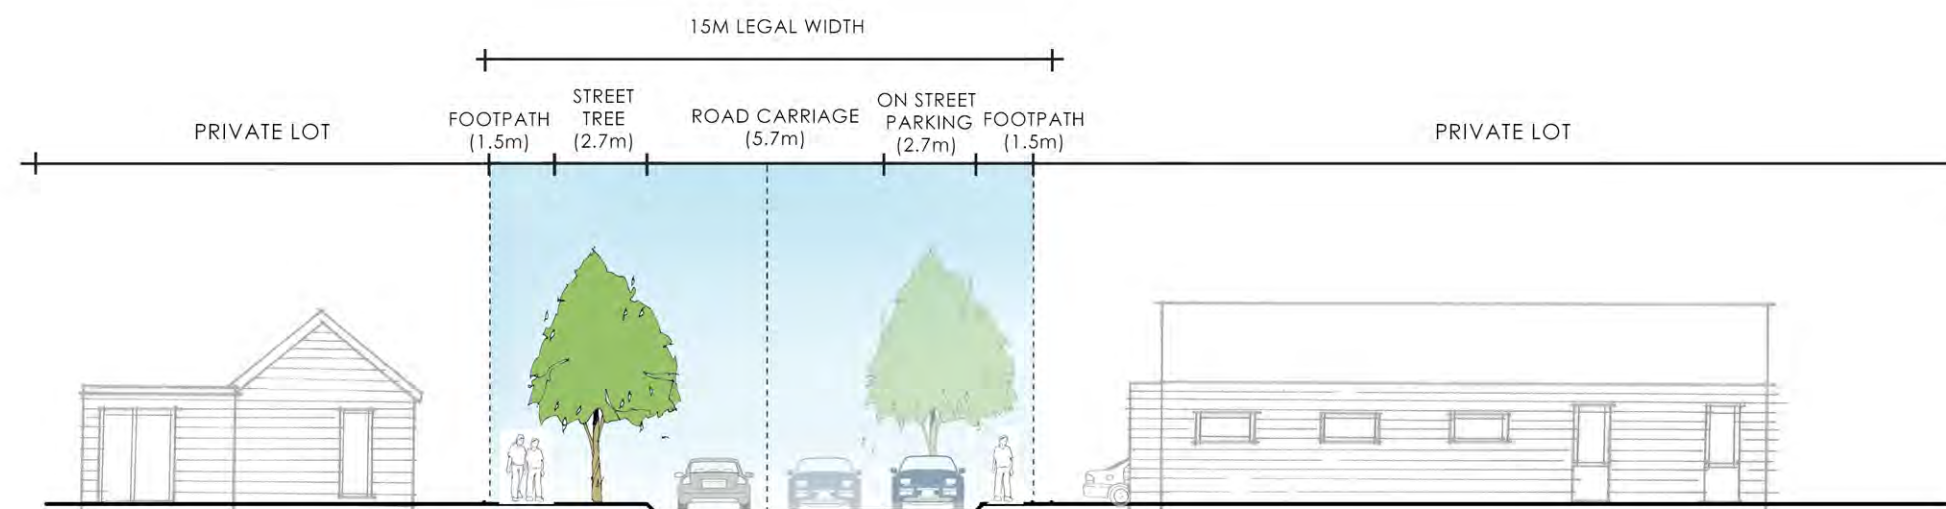 15M LEGAL WIDTH
PRIVATE LOT
FOOTPATH
(1.5m)
STREET
TREE
(2.7m)
ROAD CARRIAGE
(5.7m)
ON STREET
PARKING
(2.7m)
FOOTPATH
(1.5m)
PRIVATE LOT